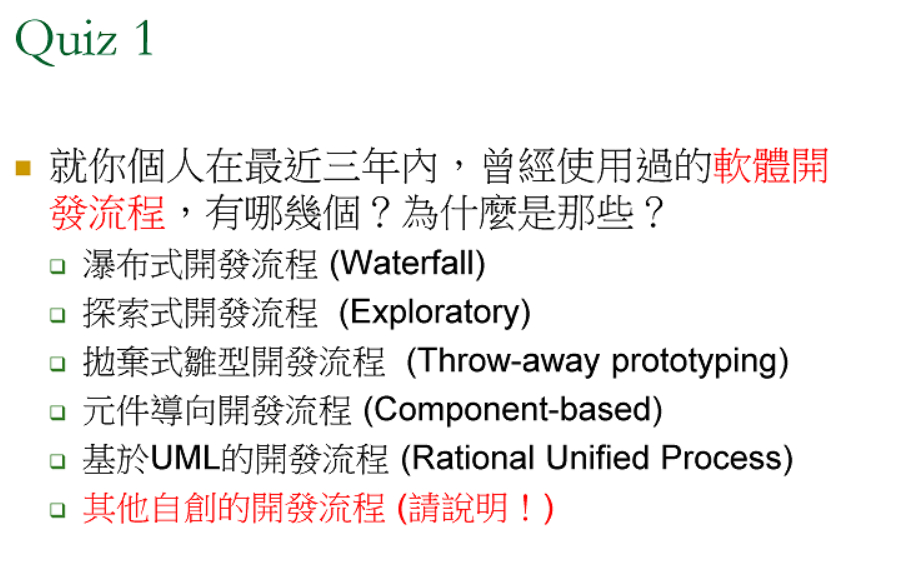 Quiz 1
就你個人在最近三年內，曾經使用過的軟體開
發流程，有哪幾個？為什麼是那些？
瀑布式開發流程 (Waterfall)
探索式開發流程 (Exploratory)
拋棄式雛型開發流程 (Throw-away prototyping)
元件導向開發流程 (Component-based)
基於UML的開發流程 (Rational Unified Process)
其他自創的開發流程 (請說明！)